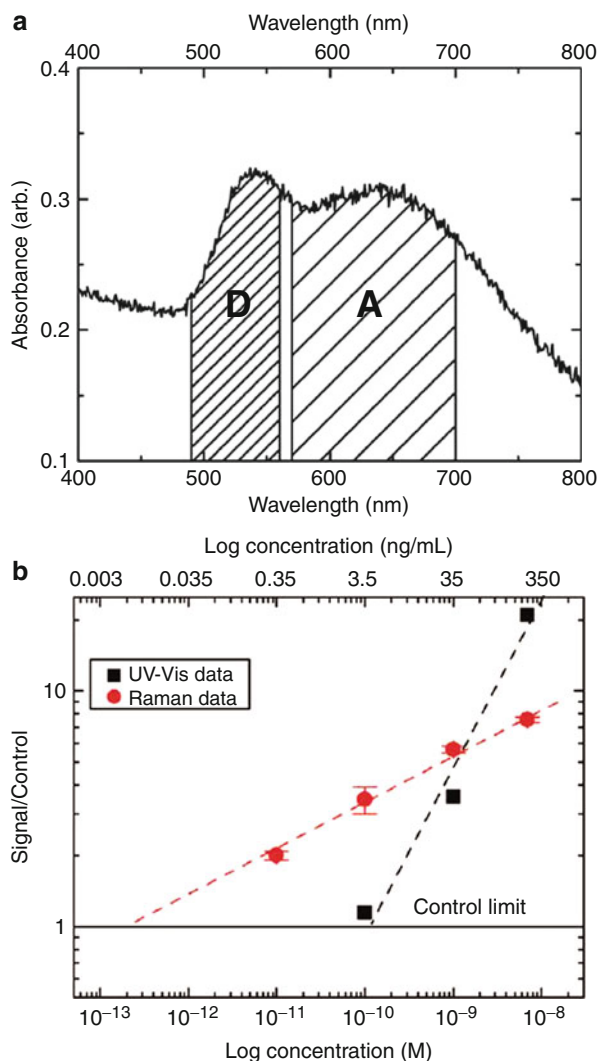 a
Wavelength (nm)
400 500 600 700 800
0.4
0.3
0.2
0.1
Absorbance (arb.)
D A
400 500 600 700 800
Wavelength (nm)
b
Log concentration (ng/mL)
0.003 0.035 0.35 3.5 35 350
10
1
Signal/Control
UV-Vis data
Raman data
Control limit
10⁻¹³ 10⁻¹² 10⁻¹¹ 10⁻¹⁰ 10⁻⁹ 10⁻⁸
Log concentration (M)